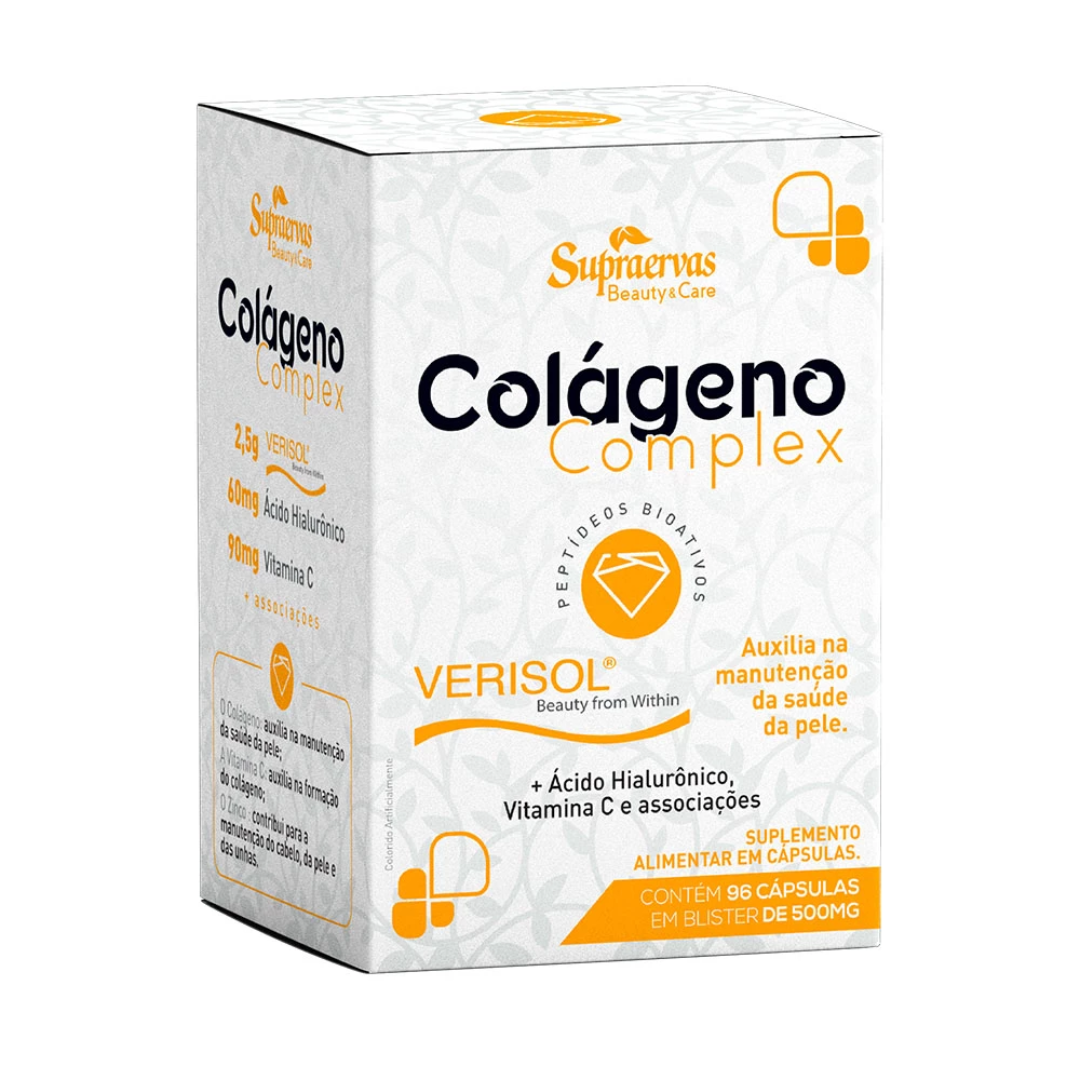 Supraervas
Beauty & Care
Colágeno
Complex
2,5g VERISOL®
Beauty from Within
60mg Ácido Hialurônico
90mg Vitamina C
+ associações
O Colágeno: auxilia na manutenção
da saúde da pele;
A Vitamina C: auxilia na formação
do colágeno;
O Zinco : contribui para a
manutenção do cabelo, da pele e
das unhas.
Supraervas
Beauty & Care
Colágeno
Complex
PEPTÍDEOS BIOATIVOS
VERISOL®
Beauty from Within
Auxilia na
manutenção
da saúde
da pele.
+ Ácido Hialurônico,
Vitamina C e associações
Colorido Artificialmente
SUPLEMENTO
ALIMENTAR EM CÁPSULAS.
CONTÉM 96 CÁPSULAS
EM BLISTER DE 500MG